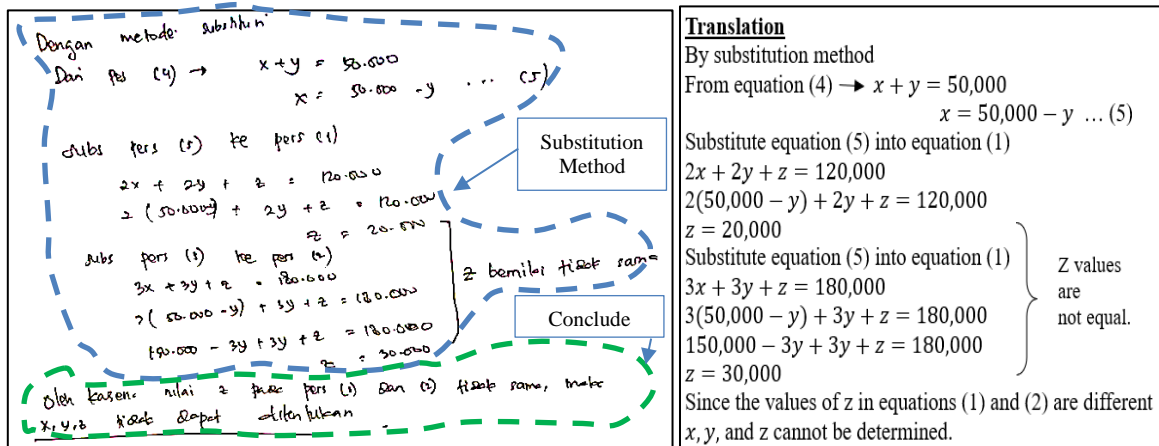 Dengan metode substitusi
Dari pers (4) → x + y = 50.000
x = 50.000 - y ... (5)
subs pers (5) ke pers (1)
2x + 2y + z = 120.000
2 (50.000-y) + 2y + z = 120.000
z = 20.000
subs pers (5) ke pers (2)
3x + 3y + z = 180.000
3(50.000 - y) + 3y + z = 180.000
150.000 - 3y + 3y + z = 180.000
z = 30.000
z bernilai tidak sama
Oleh karena nilai z pada pers (1) dan (2) tidak sama, maka
x, y, z tidak dapat ditentukan
Substitution
Method
Conclude
Translation
By substitution method
From equation (4) → x + y = 50,000
x = 50,000 − y … (5)
Substitute equation (5) into equation (1)
2x + 2y + z = 120,000
2(50,000 − y) + 2y + z = 120,000
z = 20,000
Substitute equation (5) into equation (1)
3x + 3y + z = 180,000
3(50,000 − y) + 3y + z = 180,000
150,000 − 3y + 3y + z = 180,000
z = 30,000
Z values
are
not equal.
Since the values of z in equations (1) and (2) are different
x, y, and z cannot be determined.